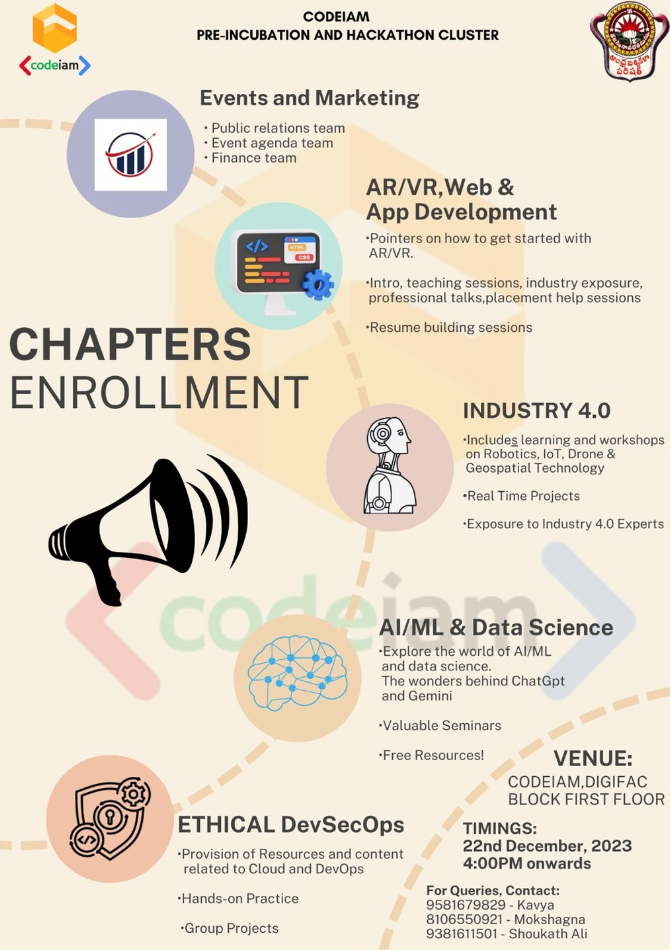 CODEIAM
PRE-INCUBATION AND HACKATHON CLUSTER
codeiam
ఆంధ్ర విశ్వకళా
పరిషత్
Events and Marketing
• Public relations team
• Event agenda team
• Finance team
AR/VR,Web &
App Development
•Pointers on how to get started with
AR/VR.
•Intro, teaching sessions, industry exposure,
professional talks,placement help sessions
•Resume building sessions
</>
HTML
CSS
CHAPTERS
ENROLLMENT
INDUSTRY 4.0
•Includes learning and workshops
on Robotics, IoT, Drone &
Geospatial Technology
•Real Time Projects
•Exposure to Industry 4.0 Experts
codeiam
AI/ML & Data Science
•Explore the world of AI/ML
and data science.
The wonders behind ChatGpt
and Gemini
•Valuable Seminars
•Free Resources!
ETHICAL DevSecOps
•Provision of Resources and content
related to Cloud and DevOps
•Hands-on Practice
•Group Projects
</>
VENUE:
CODEIAM,DIGIFAC
BLOCK FIRST FLOOR
TIMINGS:
22nd December, 2023
4:00PM onwards
For Queries, Contact:
9581679829 - Kavya
8106550921 - Mokshagna
9381611501 - Shoukath Ali